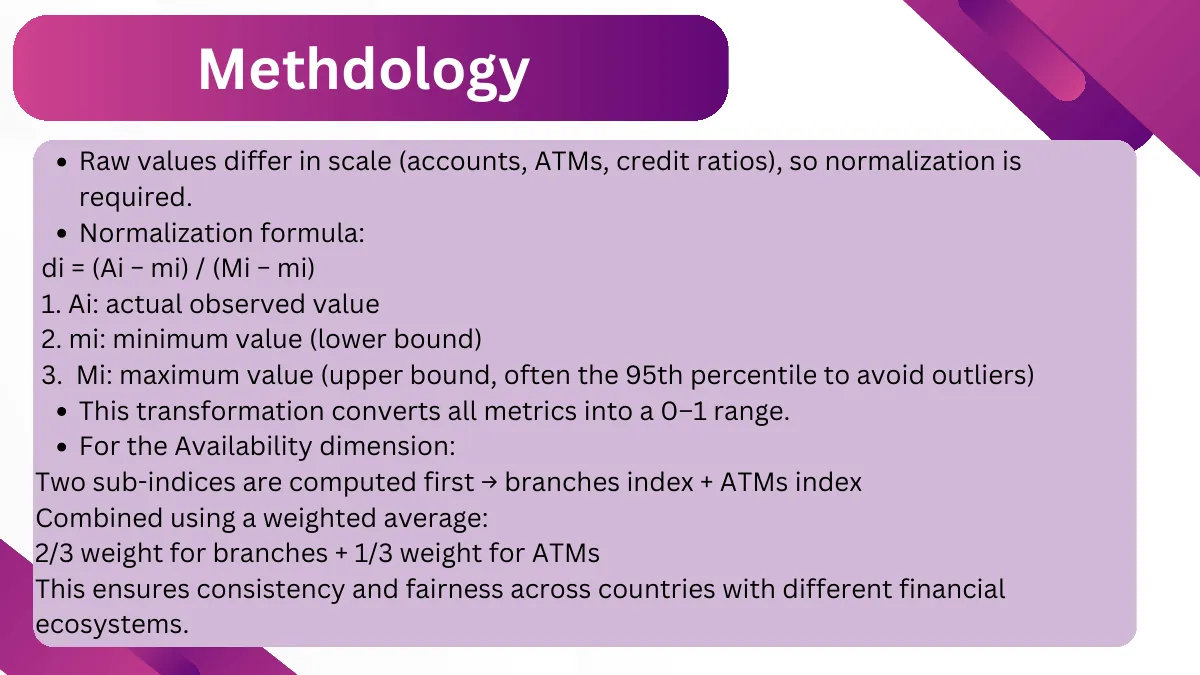 Methdology
• Raw values differ in scale (accounts, ATMs, credit ratios), so normalization is
required.
• Normalization formula:
di = (Ai – mi) / (Mi – mi)
1. Ai: actual observed value
2. mi: minimum value (lower bound)
3.  Mi: maximum value (upper bound, often the 95th percentile to avoid outliers)
• This transformation converts all metrics into a 0–1 range.
• For the Availability dimension:
Two sub-indices are computed first → branches index + ATMs index
Combined using a weighted average:
2/3 weight for branches + 1/3 weight for ATMs
This ensures consistency and fairness across countries with different financial
ecosystems.